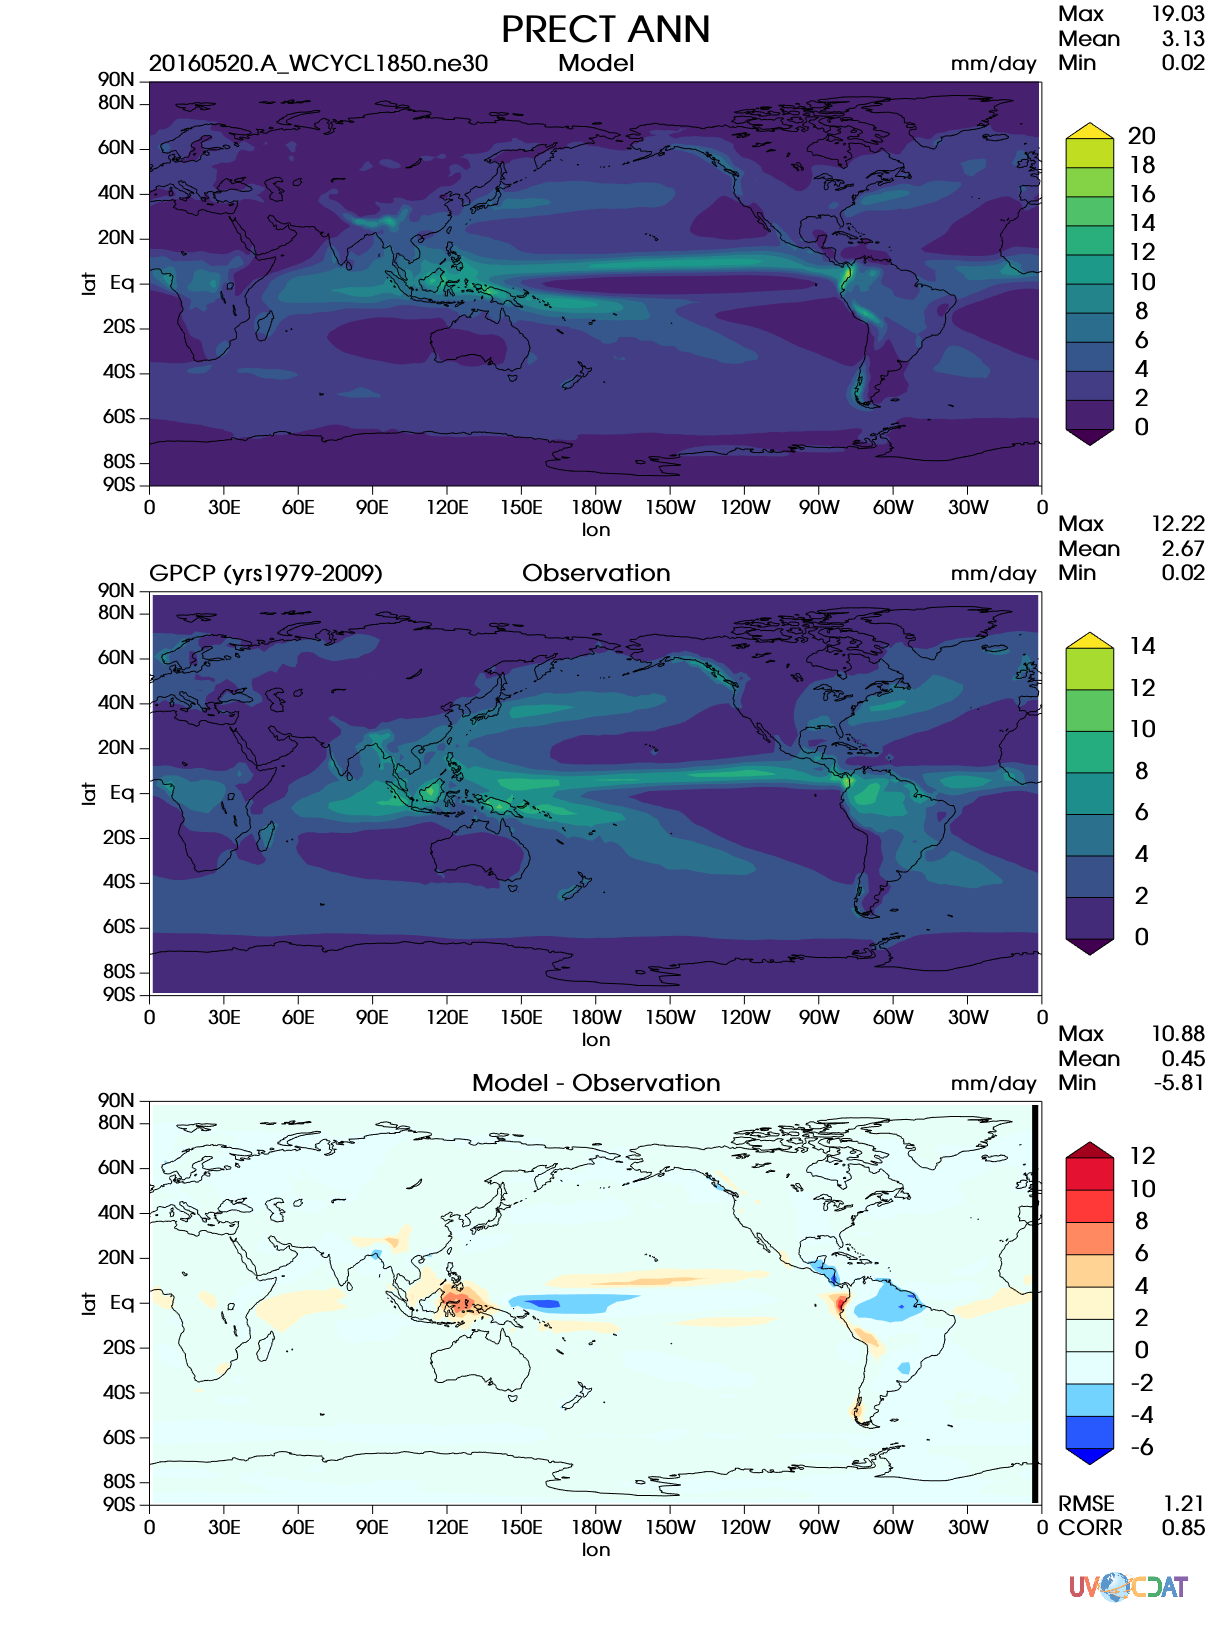 PRECT ANN
Max 19.03
Mean 3.13
Min 0.02
20160520.A_WCYCL1850.ne30 Model mm/day
90N
80N
60N
40N
20N
Eq
20S
40S
60S
80S
90S
lat
0 30E 60E 90E 120E 150E 180W 150W 120W 90W 60W 30W 0
lon
20
18
16
14
12
10
8
6
4
2
0
Max 12.22
Mean 2.67
Min 0.02
GPCP (yrs1979-2009) Observation mm/day
90N
80N
60N
40N
20N
Eq
20S
40S
60S
80S
90S
lat
0 30E 60E 90E 120E 150E 180W 150W 120W 90W 60W 30W 0
lon
14
12
10
8
6
4
2
0
Max 10.88
Mean 0.45
Min -5.81
Model - Observation mm/day
90N
80N
60N
40N
20N
Eq
20S
40S
60S
80S
90S
lat
0 30E 60E 90E 120E 150E 180W 150W 120W 90W 60W 30W 0
lon
12
10
8
6
4
2
0
-2
-4
-6
RMSE 1.21
CORR 0.85
UV CDAT